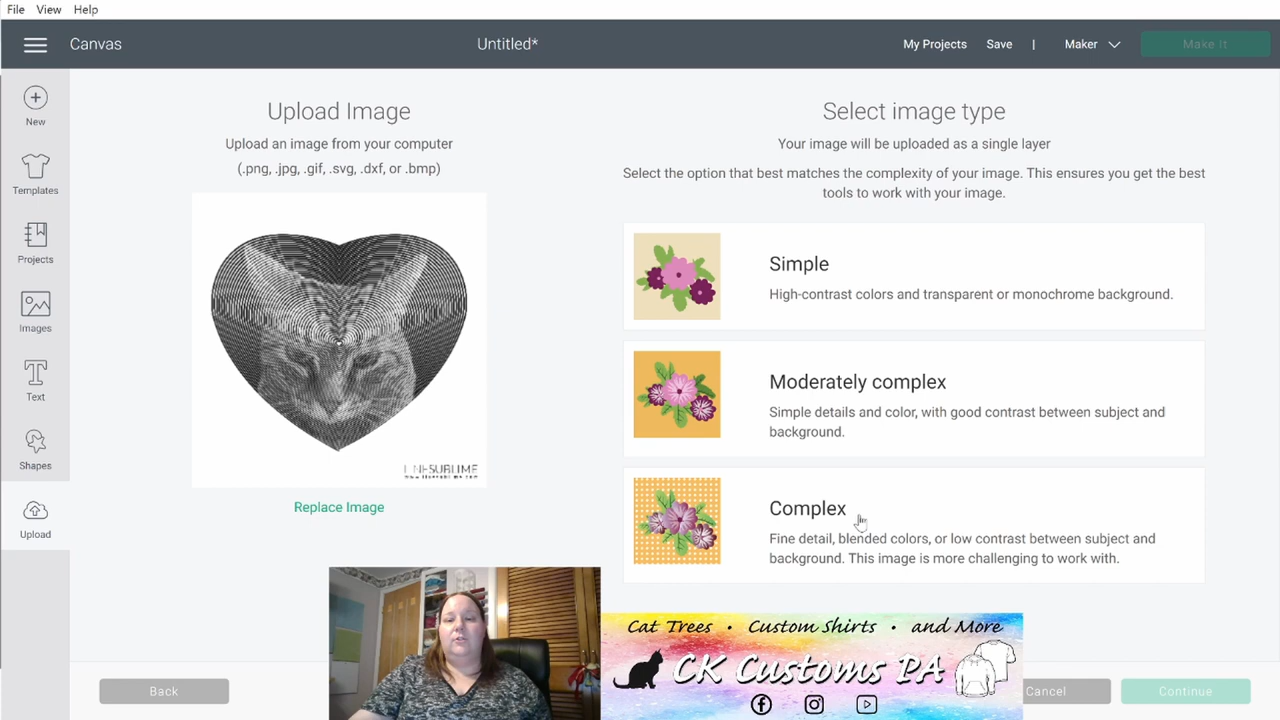 File View Help
Canvas
Untitled*
My Projects Save | Maker
Make It
New
Templates
Projects
Images
Text
Shapes
Upload
Upload Image
Upload an image from your computer
(.png, .jpg, .gif, .svg, .dxf, or .bmp)
Replace Image
Select image type
Your image will be uploaded as a single layer
Select the option that best matches the complexity of your image. This ensures you get the best
tools to work with your image.
Simple
High-contrast colors and transparent or monochrome background.
Moderately complex
Simple details and color, with good contrast between subject and
background.
Complex
Fine detail, blended colors, or low contrast between subject and
background. This image is more challenging to work with.
Cat Trees • Custom Shirts • and More
CK Customs PA
Back
Cancel
Continue